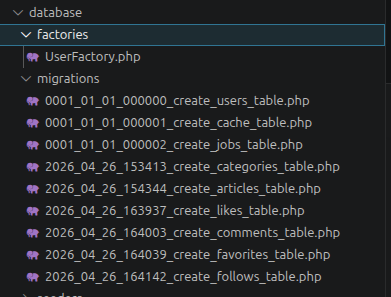 database
factories
UserFactory.php
migrations
0001_01_01_000000_create_users_table.php
0001_01_01_000001_create_cache_table.php
0001_01_01_000002_create_jobs_table.php
2026_04_26_153413_create_categories_table.php
2026_04_26_154344_create_articles_table.php
2026_04_26_163937_create_likes_table.php
2026_04_26_164003_create_comments_table.php
2026_04_26_164039_create_favorites_table.php
2026_04_26_164142_create_follows_table.php